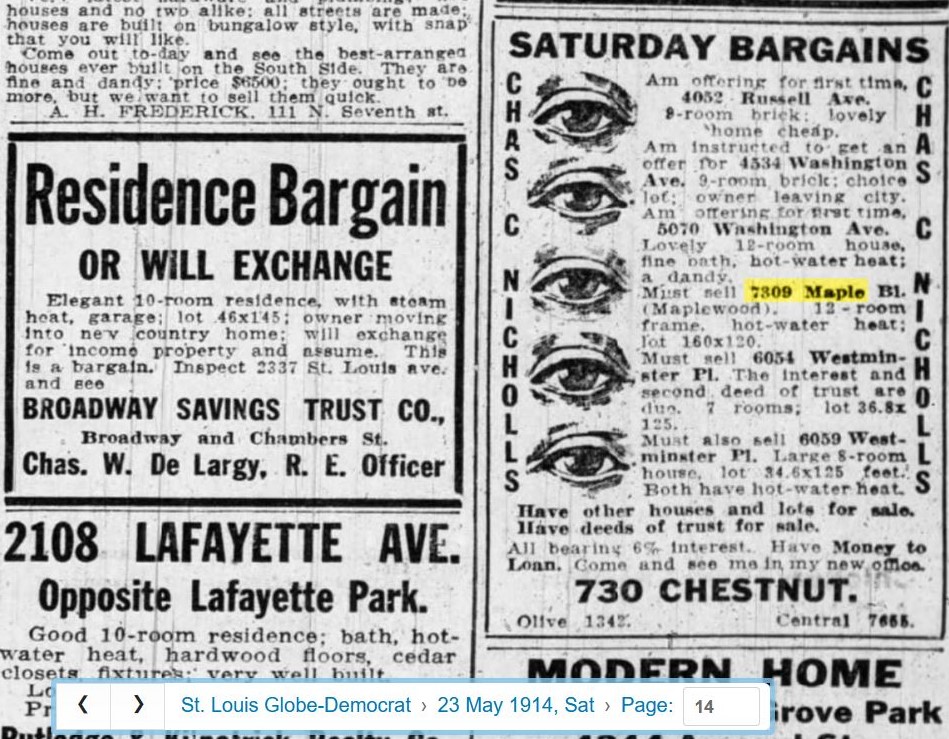 houses and no two alike; all streets are made;
houses are built on bungalow style, with snap
that you will like.
Come out to-day and see the best-arranged
houses ever built on the South Side. They are
fine and dandy; price $6500; they ought to be
more, but we want to sell them quick.
A. H. FREDERICK, 111 N. Seventh st.
Residence Bargain
OR WILL EXCHANGE
Elegant 10-room residence, with steam
heat, garage; lot 46x145; owner moving
into new country home; will exchange
for income property and assume. This
is a bargain. Inspect 2337 St. Louis ave.
and see
BROADWAY SAVINGS TRUST CO.,
Broadway and Chambers St.
Chas. W. De Largy, R. E. Officer
2108 LAFAYETTE AVE.
Opposite Lafayette Park.
Good 10-room residence; bath, hot-
water heat, hardwood floors, cedar
closets, fixtures; very well built.
Lo
Pr
SATURDAY BARGAINS
CHAS C NICHOLLS
Am offering for first time,
4052 Russell Ave.
9-room brick; lovely
home cheap.
Am instructed to get an
offer for 4534 Washington
Ave. 9-room brick; choice
lot; owner leaving city.
Am offering for first time,
5070 Washington Ave.
Lovely 12-room house,
fine bath, hot-water heat;
a dandy.
Must sell 7309 Maple Bl.
(Maplewood). 12-room
frame, hot-water heat;
lot 160x120.
Must sell 6054 Westmin-
ster Pl. The interest and
second deed of trust are
due. 7 rooms; lot 36.8x
125.
Must also sell 6059 West-
minster Pl. Large 8-room
house, lot 34.6x125 feet.
Both have hot-water heat.
CHAS C NICHOLLS
Have other houses and lots for sale.
Have deeds of trust for sale.
All bearing 6% interest. Have Money to
Loan. Come and see me in my new office.
730 CHESTNUT.
Olive 1342. Central 7655.
MODERN HOME
Grove Park
St. Louis Globe-Democrat › 23 May 1914, Sat › Page: 14